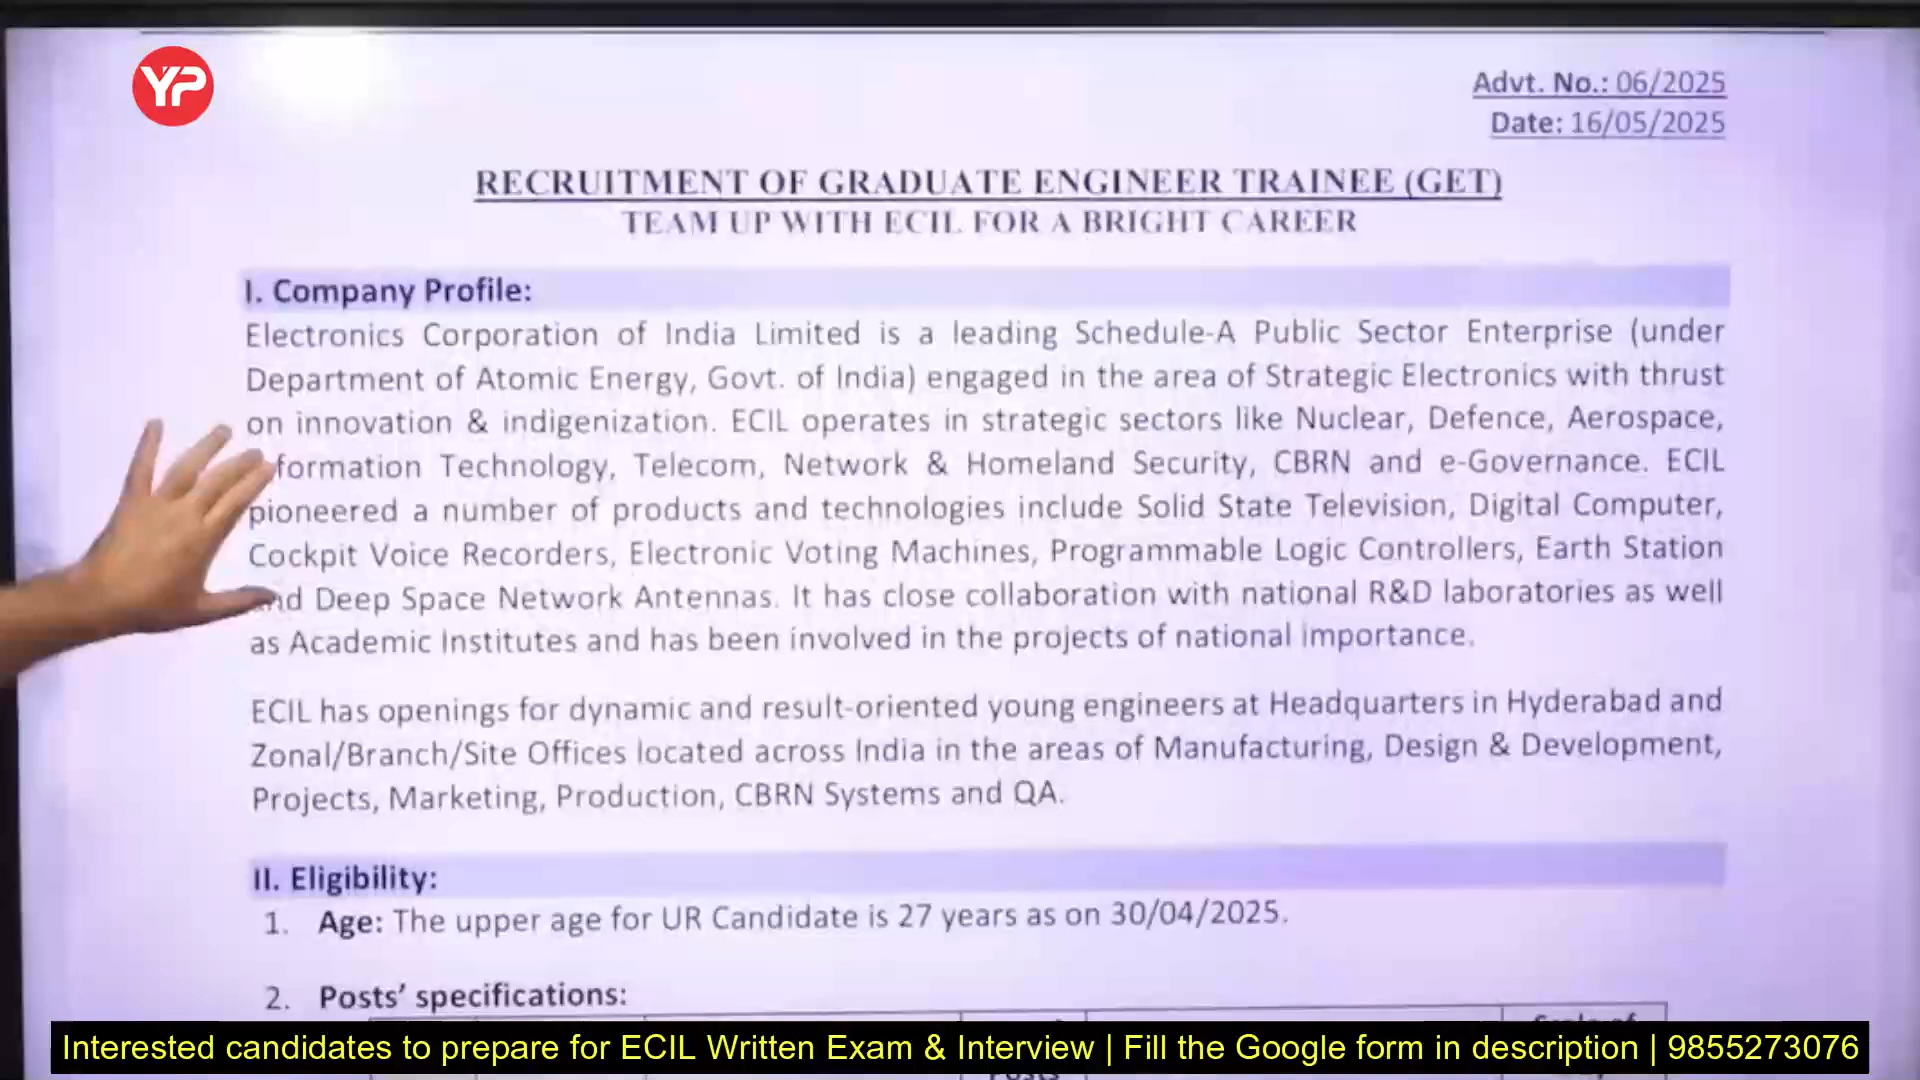 YP
Advt. No.: 06/2025
Date: 16/05/2025
RECRUITMENT OF GRADUATE ENGINEER TRAINEE (GET)
TEAM UP WITH ECIL FOR A BRIGHT CAREER
I. Company Profile:
Electronics Corporation of India Limited is a leading Schedule-A Public Sector Enterprise (under
Department of Atomic Energy, Govt. of India) engaged in the area of Strategic Electronics with thrust
on innovation & indigenization. ECIL operates in strategic sectors like Nuclear, Defence, Aerospace,
formation Technology, Telecom, Network & Homeland Security, CBRN and e-Governance. ECIL
pioneered a number of products and technologies include Solid State Television, Digital Computer,
Cockpit Voice Recorders, Electronic Voting Machines, Programmable Logic Controllers, Earth Station
and Deep Space Network Antennas. It has close collaboration with national R&D laboratories as well
as Academic Institutes and has been involved in the projects of national importance.
ECIL has openings for dynamic and result-oriented young engineers at Headquarters in Hyderabad and
Zonal/Branch/Site Offices located across India in the areas of Manufacturing, Design & Development,
Projects, Marketing, Production, CBRN Systems and QA.
II. Eligibility:
1. Age: The upper age for UR Candidate is 27 years as on 30/04/2025.
2. Posts' specifications:
Interested candidates to prepare for ECIL Written Exam & Interview | Fill the Google form in description | 9855273076